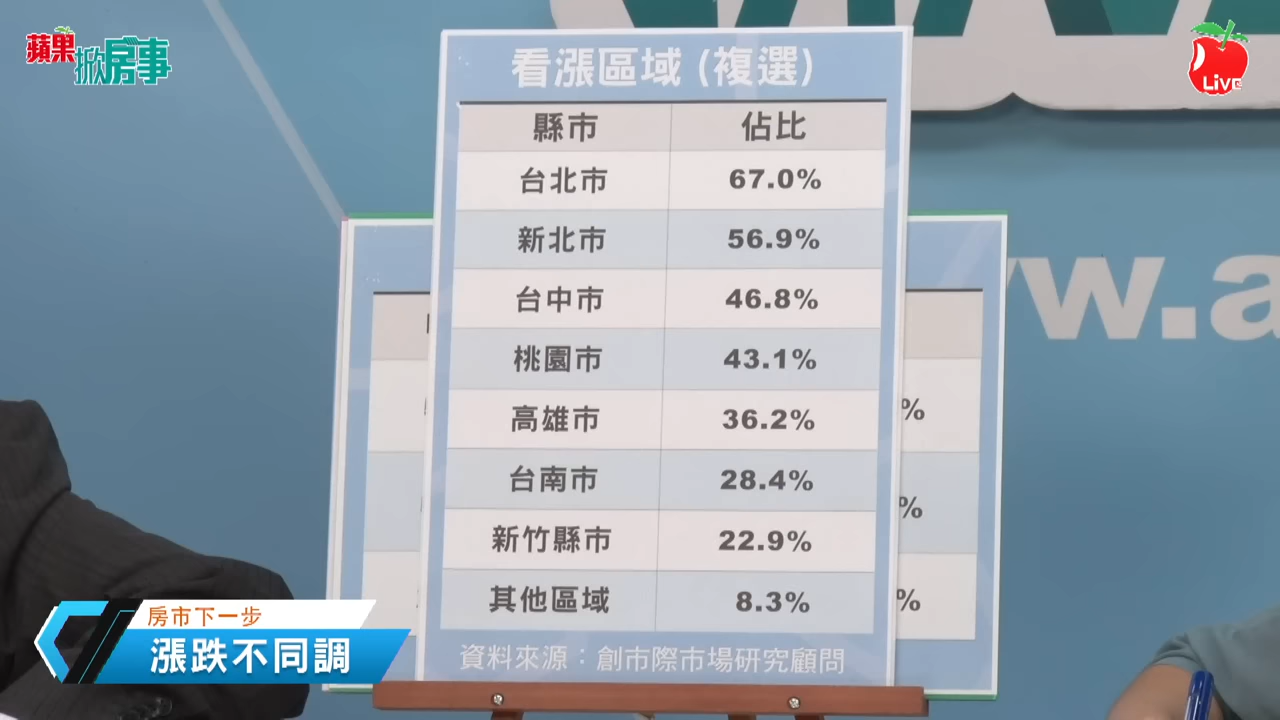 蘋果
掀房事
Live
看漲區域 (複選)
縣市 佔比
台北市 67.0%
新北市 56.9%
台中市 46.8%
桃園市 43.1%
高雄市 36.2%
台南市 28.4%
新竹縣市 22.9%
其他區域 8.3%
資料來源：創市際市場研究顧問
%
%
%
w.a
房市下一步
漲跌不同調